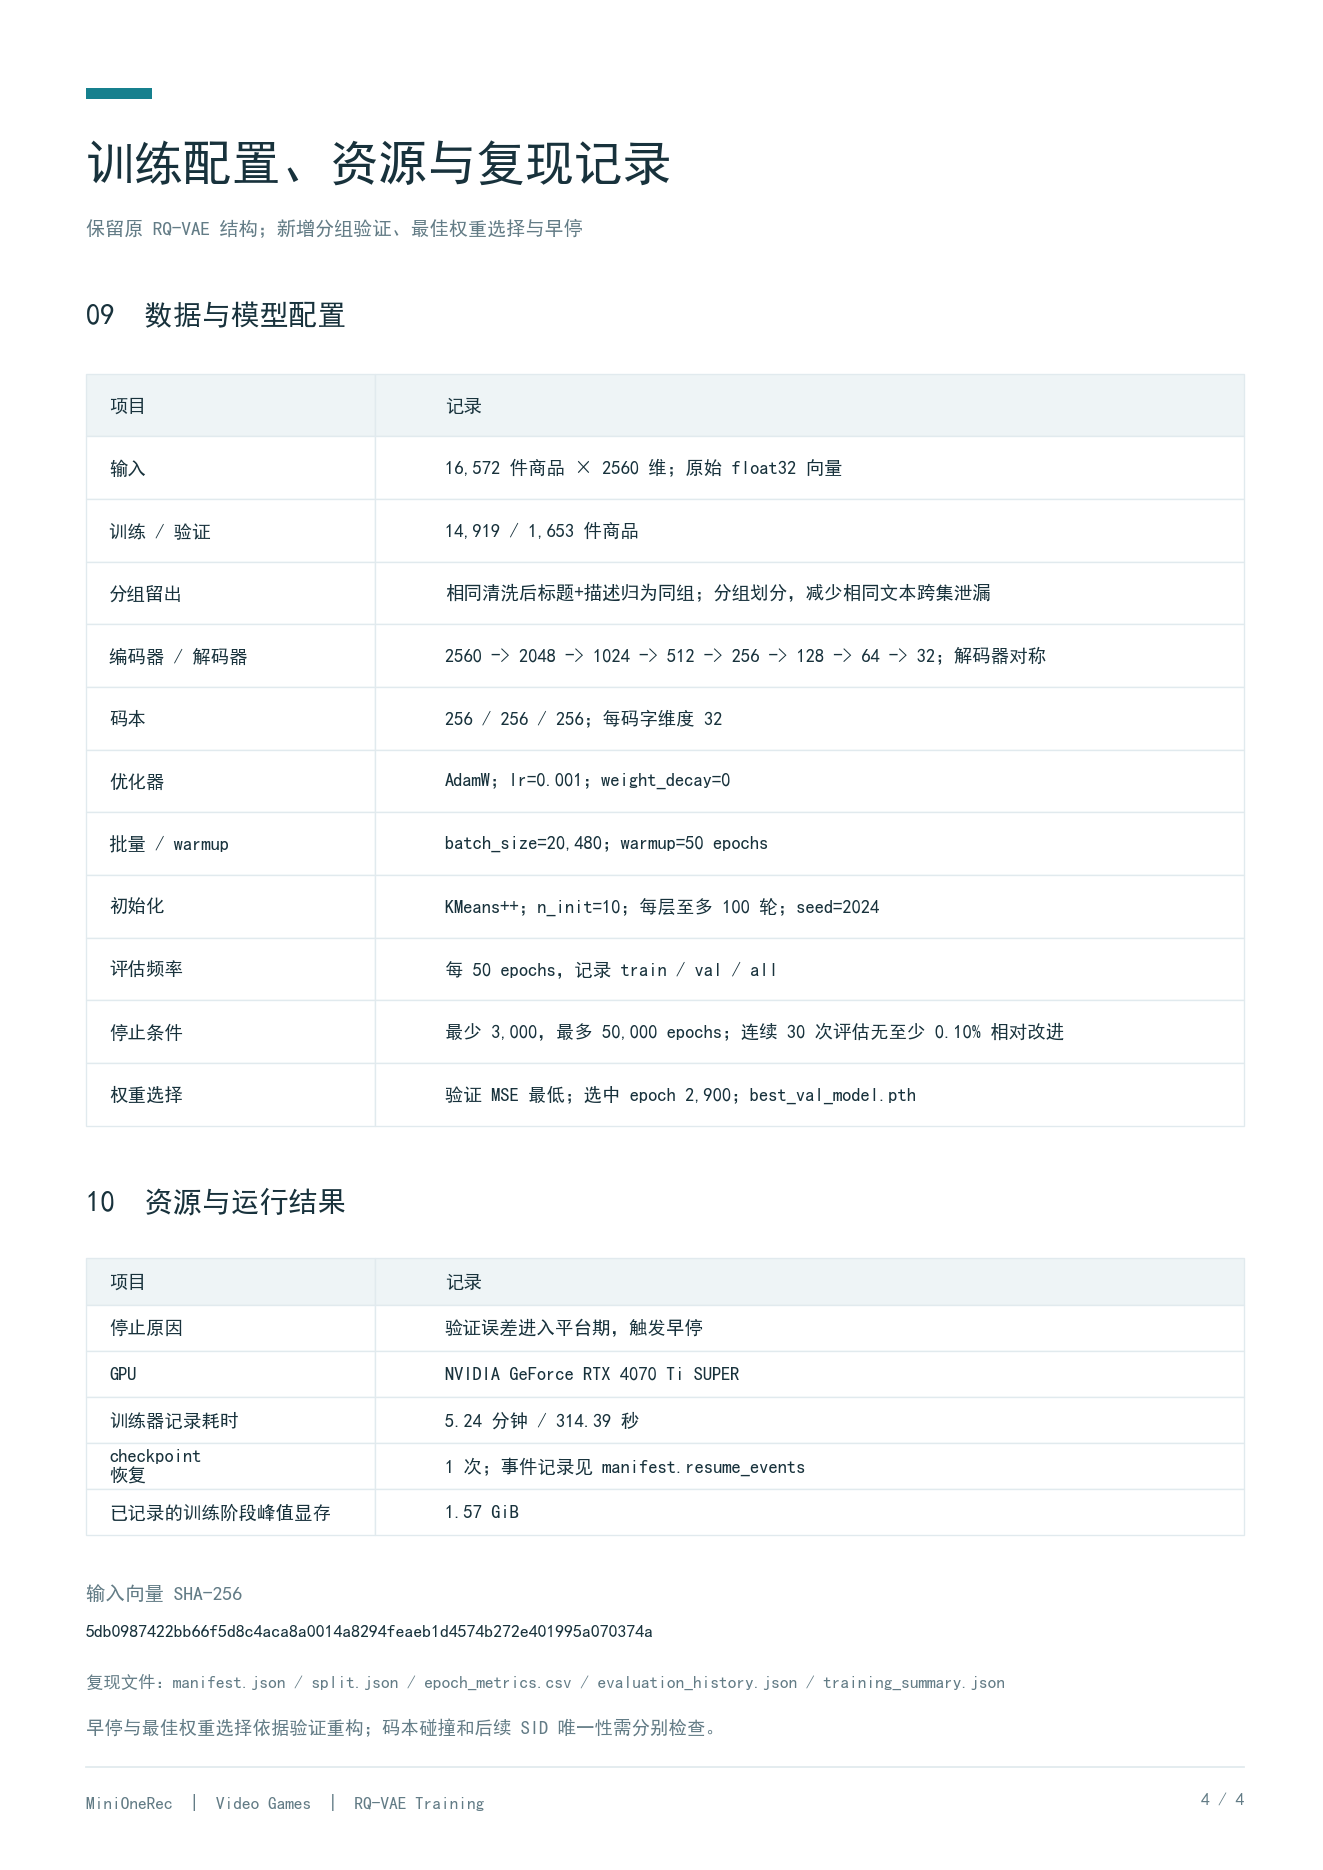 训练配置、资源与复现记录
保留原 RQ-VAE 结构；新增分组验证、最佳权重选择与早停
09 数据与模型配置
项目 记录
输入 16,572 件商品 × 2560 维；原始 float32 向量
训练 / 验证 14,919 / 1,653 件商品
分组留出 相同清洗后标题+描述归为同组；分组划分，减少相同文本跨集泄漏
编码器 / 解码器 2560 -> 2048 -> 1024 -> 512 -> 256 -> 128 -> 64 -> 32；解码器对称
码本 256 / 256 / 256；每码字维度 32
优化器 AdamW；lr=0.001；weight_decay=0
批量 / warmup batch_size=20,480；warmup=50 epochs
初始化 KMeans++；n_init=10；每层至多 100 轮；seed=2024
评估频率 每 50 epochs，记录 train / val / all
停止条件 最少 3,000，最多 50,000 epochs；连续 30 次评估无至少 0.10% 相对改进
权重选择 验证 MSE 最低；选中 epoch 2,900；best_val_model.pth
10 资源与运行结果
项目 记录
停止原因 验证误差进入平台期，触发早停
GPU NVIDIA GeForce RTX 4070 Ti SUPER
训练器记录耗时 5.24 分钟 / 314.39 秒
checkpoint
恢复 1 次；事件记录见 manifest.resume_events
已记录的训练阶段峰值显存 1.57 GiB
输入向量 SHA-256
5db0987422bb66f5d8c4aca8a0014a8294feaeb1d4574b272e401995a070374a
复现文件：manifest.json / split.json / epoch_metrics.csv / evaluation_history.json / training_summary.json
早停与最佳权重选择依据验证重构；码本碰撞和后续 SID 唯一性需分别检查。
MiniOneRec | Video Games | RQ-VAE Training 4 / 4